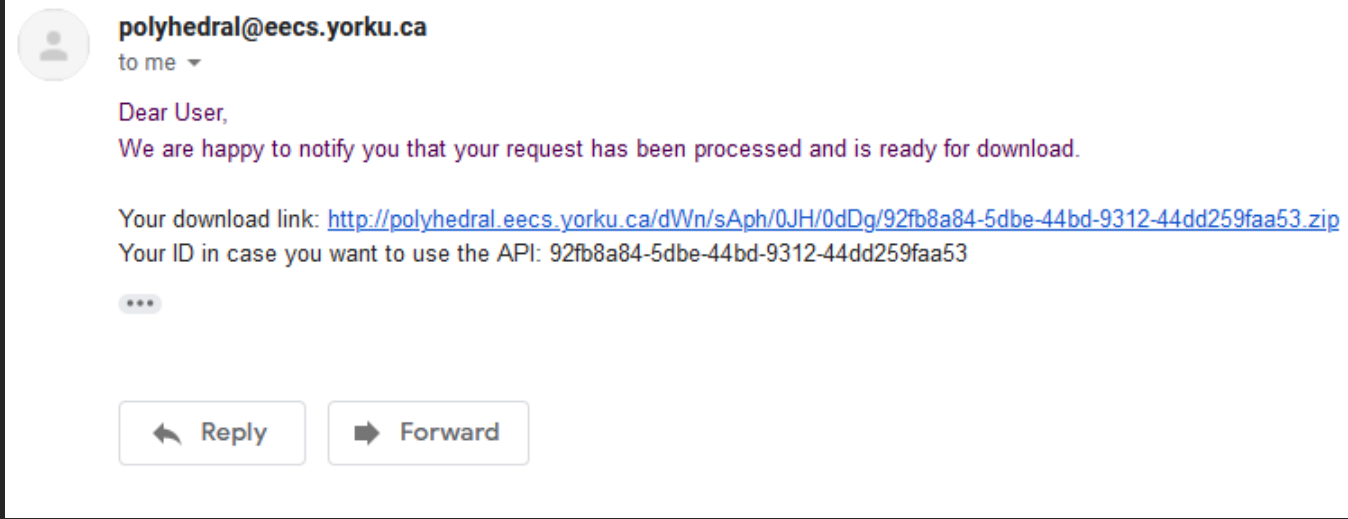 polyhedral@eecs.yorku.ca
to me
Dear User,
We are happy to notify you that your request has been processed and is ready for download.
Your download link: http://polyhedral.eecs.yorku.ca/dWn/sAph/0JH/0dDg/92fb8a84-5dbe-44bd-9312-44dd259faa53.zip
Your ID in case you want to use the API: 92fb8a84-5dbe-44bd-9312-44dd259faa53
Reply
Forward